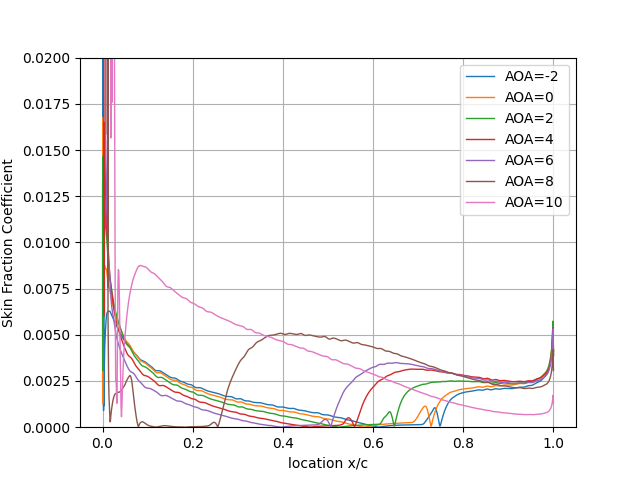 0.0200
0.0175
0.0150
0.0125
0.0100
0.0075
0.0050
0.0025
0.0000
Skin Fraction Coefficient
0.0 0.2 0.4 0.6 0.8 1.0
location x/c
AOA=-2
AOA=0
AOA=2
AOA=4
AOA=6
AOA=8
AOA=10